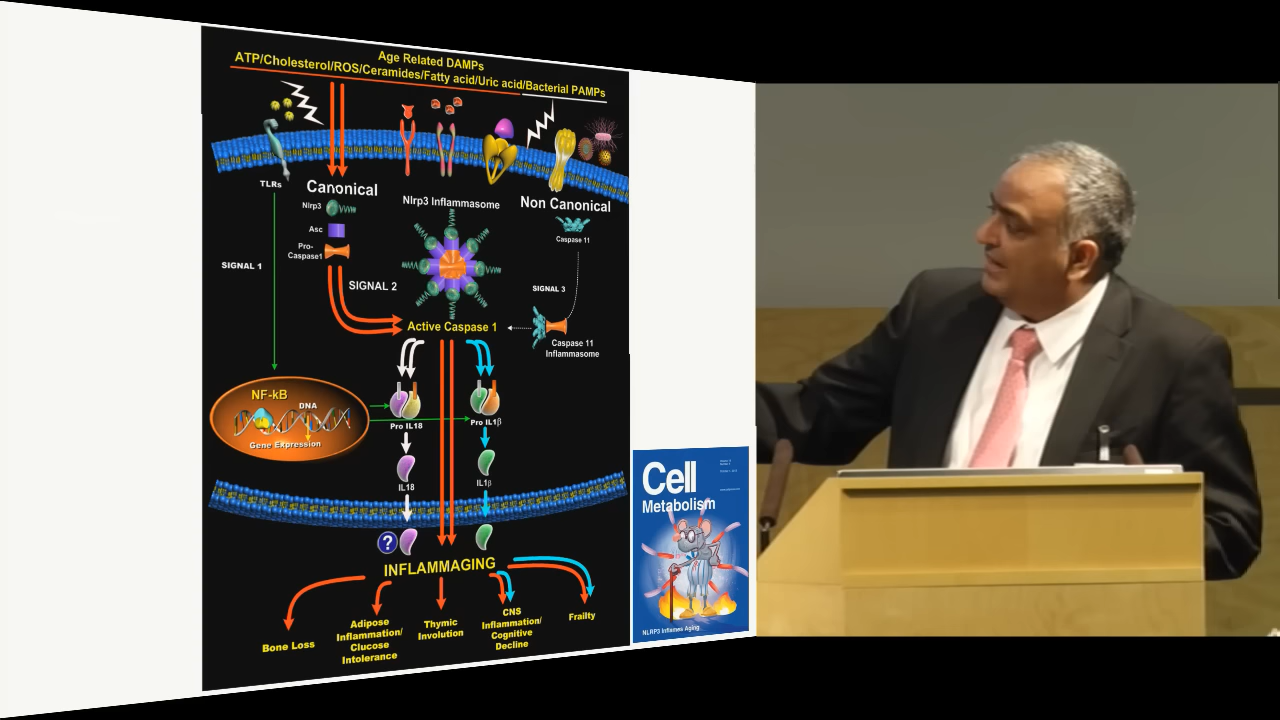 Age Related DAMPs
ATP/Cholesterol/ROS/Ceramides/Fatty acid/Uric acid/Bacterial PAMPs
TLRs
Canonical
Nlrp3 Inflammasome
Non Canonical
Nlrp3
Asc
Pro-
Caspase1
Caspase 11
SIGNAL 1
SIGNAL 2
SIGNAL 3
Active Caspase 1
Caspase 11
Inflammasome
NF-kB
DNA
Gene Expression
Pro IL18
Pro IL1β
IL18
IL1β
?
INFLAMMAGING
Bone Loss
Adipose
Inflammation/
Clucose
Intolerance
Thymic
Involution
CNS
Inflammation/
Cognitive
Decline
Frailty
Cell
Metabolism
NLRP3 Inflames Aging